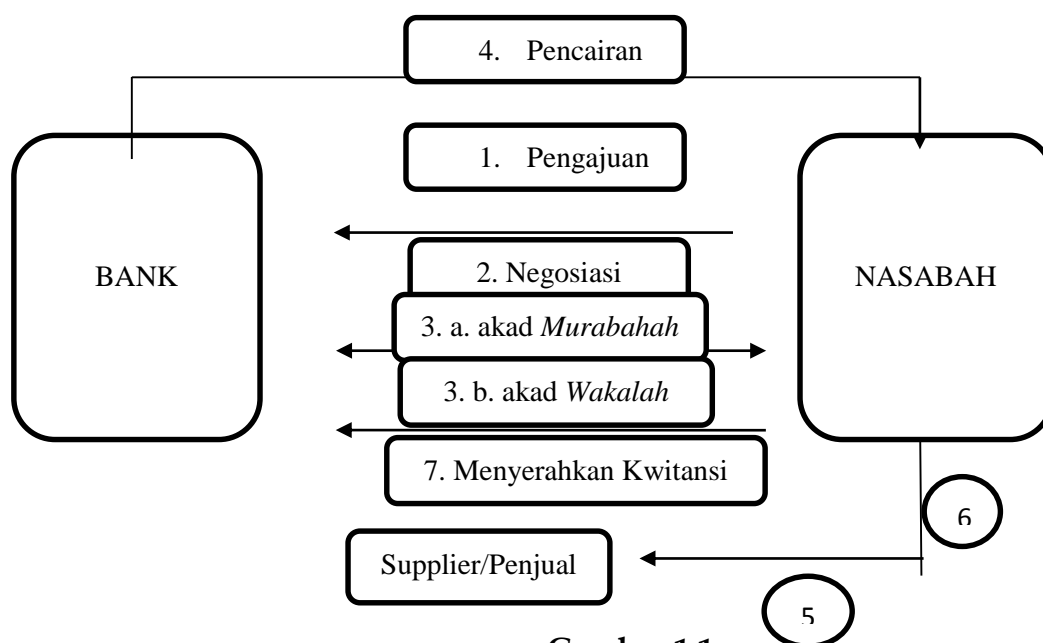 4. Pencairan
1. Pengajuan
BANK
NASABAH
2. Negosiasi
3. a. akad Murabahah
3. b. akad Wakalah
7. Menyerahkan Kwitansi
6
Supplier/Penjual
5